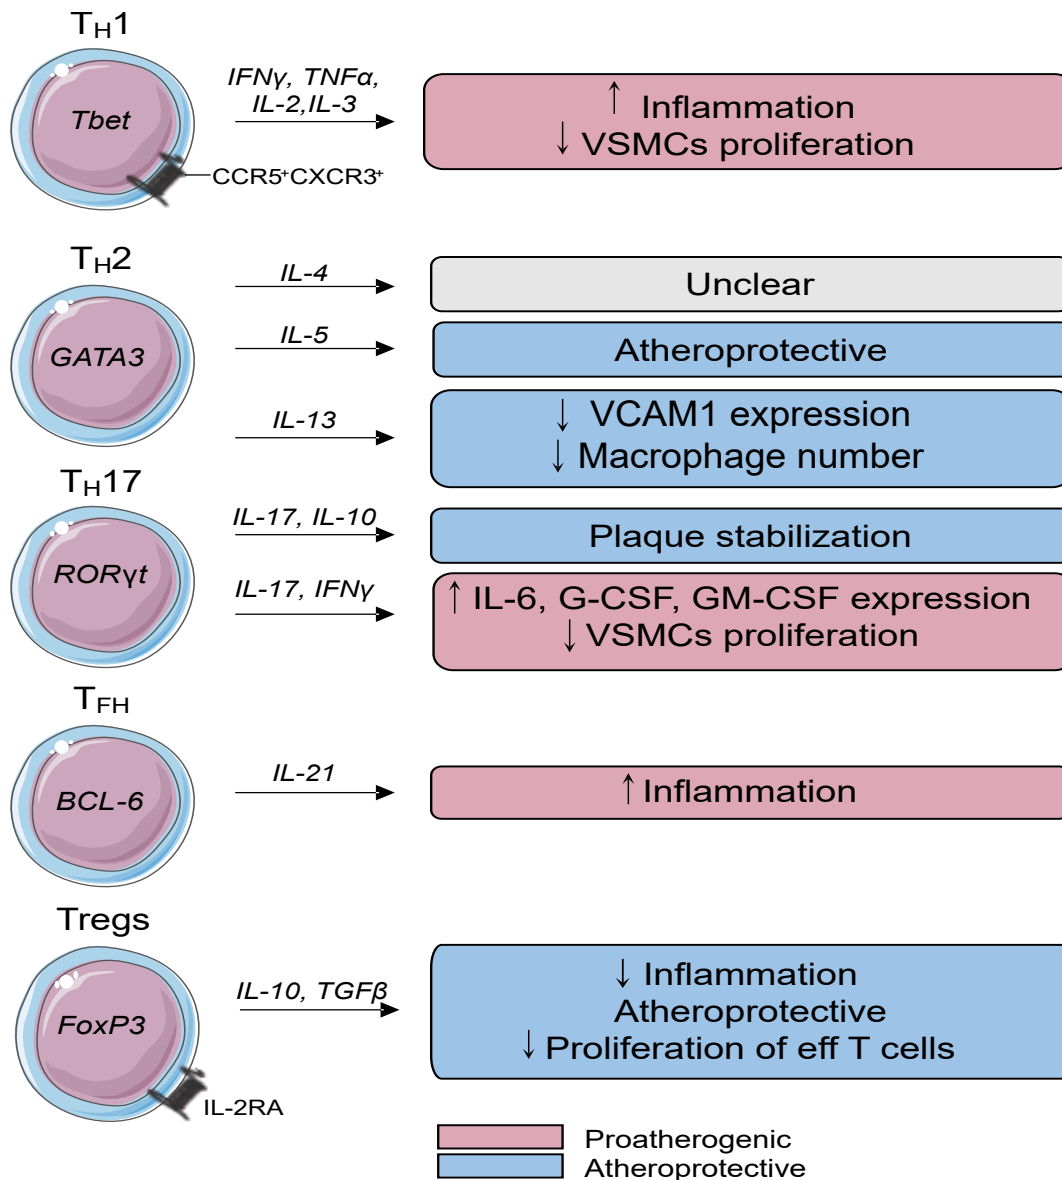 TH1
IFNγ, TNFα,
IL-2,IL-3
Tbet
CCR5⁺CXCR3⁺
↑ Inflammation
↓ VSMCs proliferation
TH2
GATA3
IL-4
Unclear
IL-5
Atheroprotective
IL-13
↓ VCAM1 expression
↓ Macrophage number
TH17
RORγt
IL-17, IL-10
Plaque stabilization
IL-17, IFNγ
↑ IL-6, G-CSF, GM-CSF expression
↓ VSMCs proliferation
TFH
BCL-6
IL-21
↑ Inflammation
Tregs
FoxP3
IL-10, TGFβ
IL-2RA
↓ Inflammation
Atheroprotective
↓ Proliferation of eff T cells
Proatherogenic
Atheroprotective